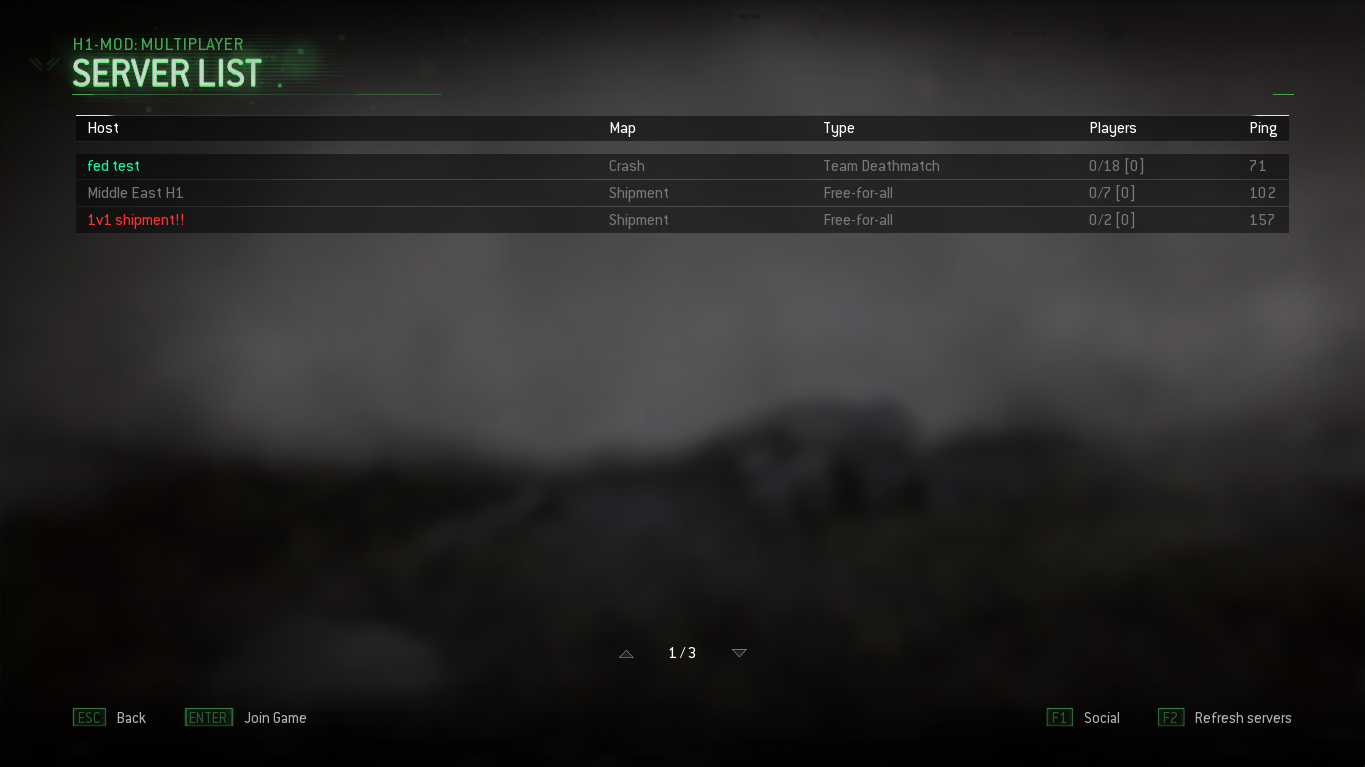 H1-MOD: MULTIPLAYER
SERVER LIST
Host Map Type Players Ping
fed test Crash Team Deathmatch 0/18 [0] 71
Middle East H1 Shipment Free-for-all 0/7 [0] 102
1v1 shipment!! Shipment Free-for-all 0/2 [0] 157
1 / 3
ESC Back ENTER Join Game F1 Social F2 Refresh servers